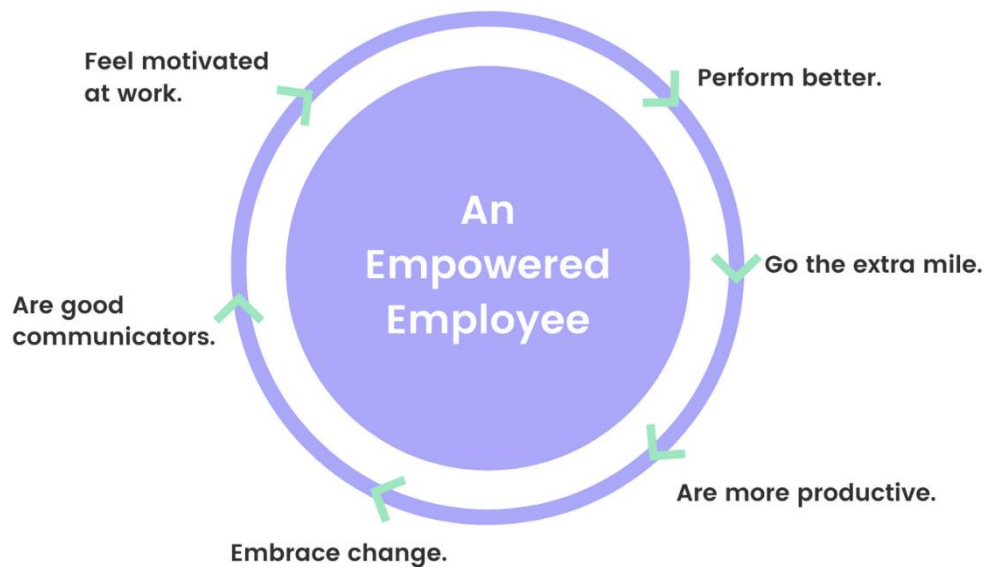 An
Empowered
Employee
Perform better.
Go the extra mile.
Are more productive.
Embrace change.
Are good
communicators.
Feel motivated
at work.